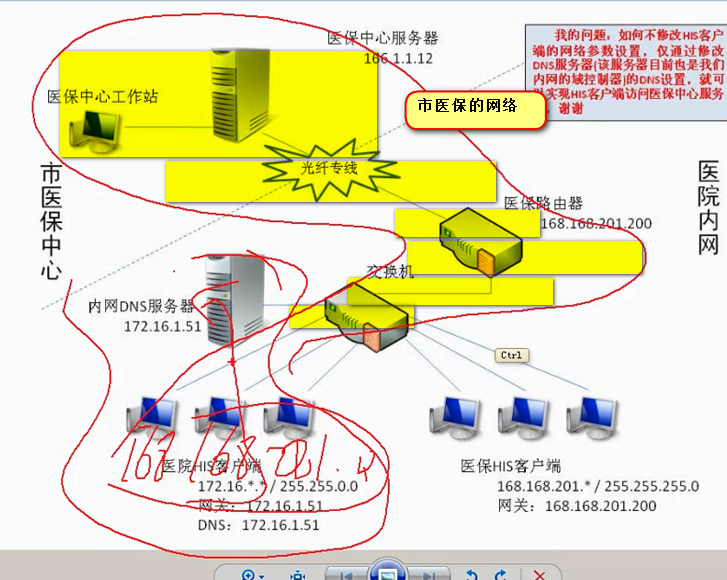 医保中心服务器
166.1.1.12
我的问题：如何不修改HIS客户
端的网络参数设置，仅通过修改
DNS服务器(该服务器目前也是我们
内网的域控制器)的DNS设置，就可
以实现HIS客户端访问医保中心服务
，谢谢
医保中心工作站
市医保的网络
光纤专线
市医保中心
医院内网
医保路由器
168.168.201.200
交换机
内网DNS服务器
172.16.1.51
Ctrl
168.168.201.
医院HIS客户端
172.16.*.* / 255.255.0.0
网关：172.16.1.51
DNS：172.16.1.51
医保HIS客户端
168.168.201.* / 255.255.255.0
网关：168.168.201.200